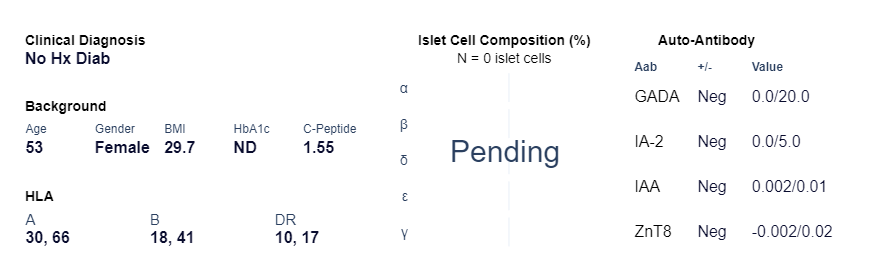 Clinical Diagnosis
No Hx Diab
Background
Age Gender BMI HbA1c C-Peptide
53 Female 29.7 ND 1.55
HLA
A B DR
30, 66 18, 41 10, 17
Islet Cell Composition (%)
N = 0 islet cells
α
β
δ
ε
γ
Pending
Auto-Antibody
Aab +/- Value
GADA Neg 0.0/20.0
IA-2 Neg 0.0/5.0
IAA Neg 0.002/0.01
ZnT8 Neg -0.002/0.02